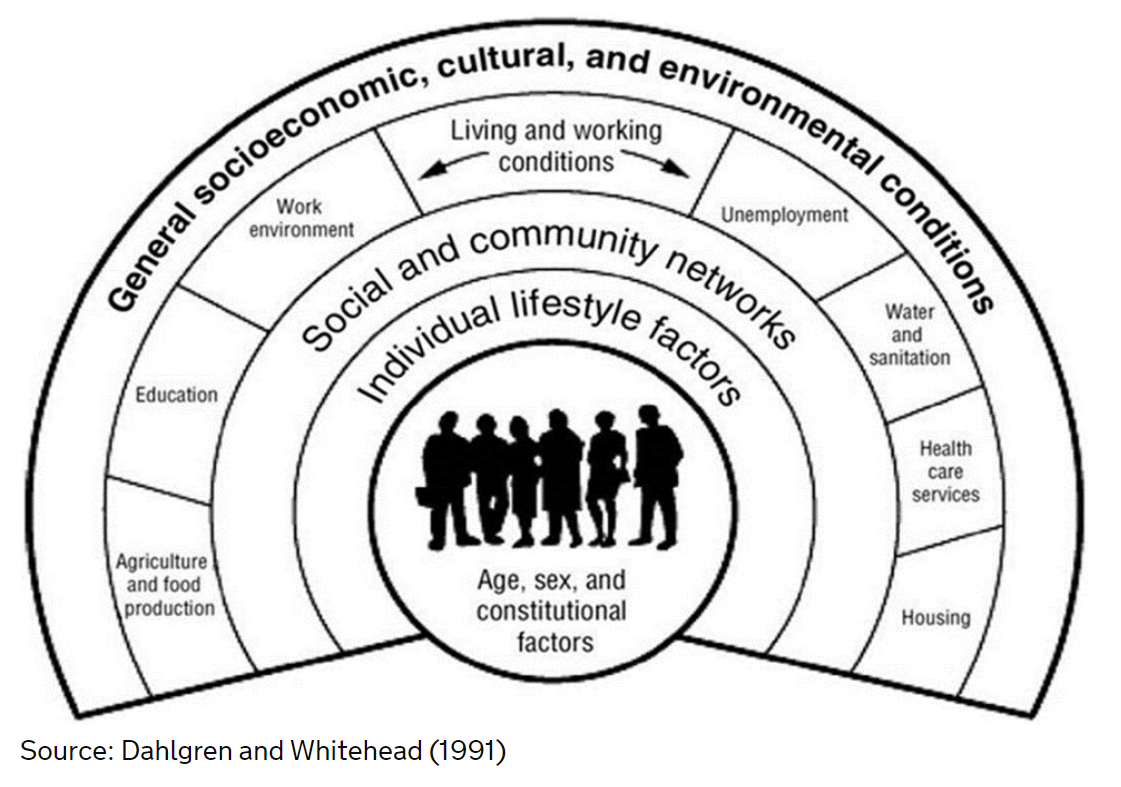 General socioeconomic, cultural, and environmental conditions
Living and working
conditions
Work
environment
Unemployment
Education
Water
and
sanitation
Agriculture
and food
production
Health
care
services
Housing
Social and community networks
Individual lifestyle factors
Age, sex, and
constitutional
factors
Source: Dahlgren and Whitehead (1991)